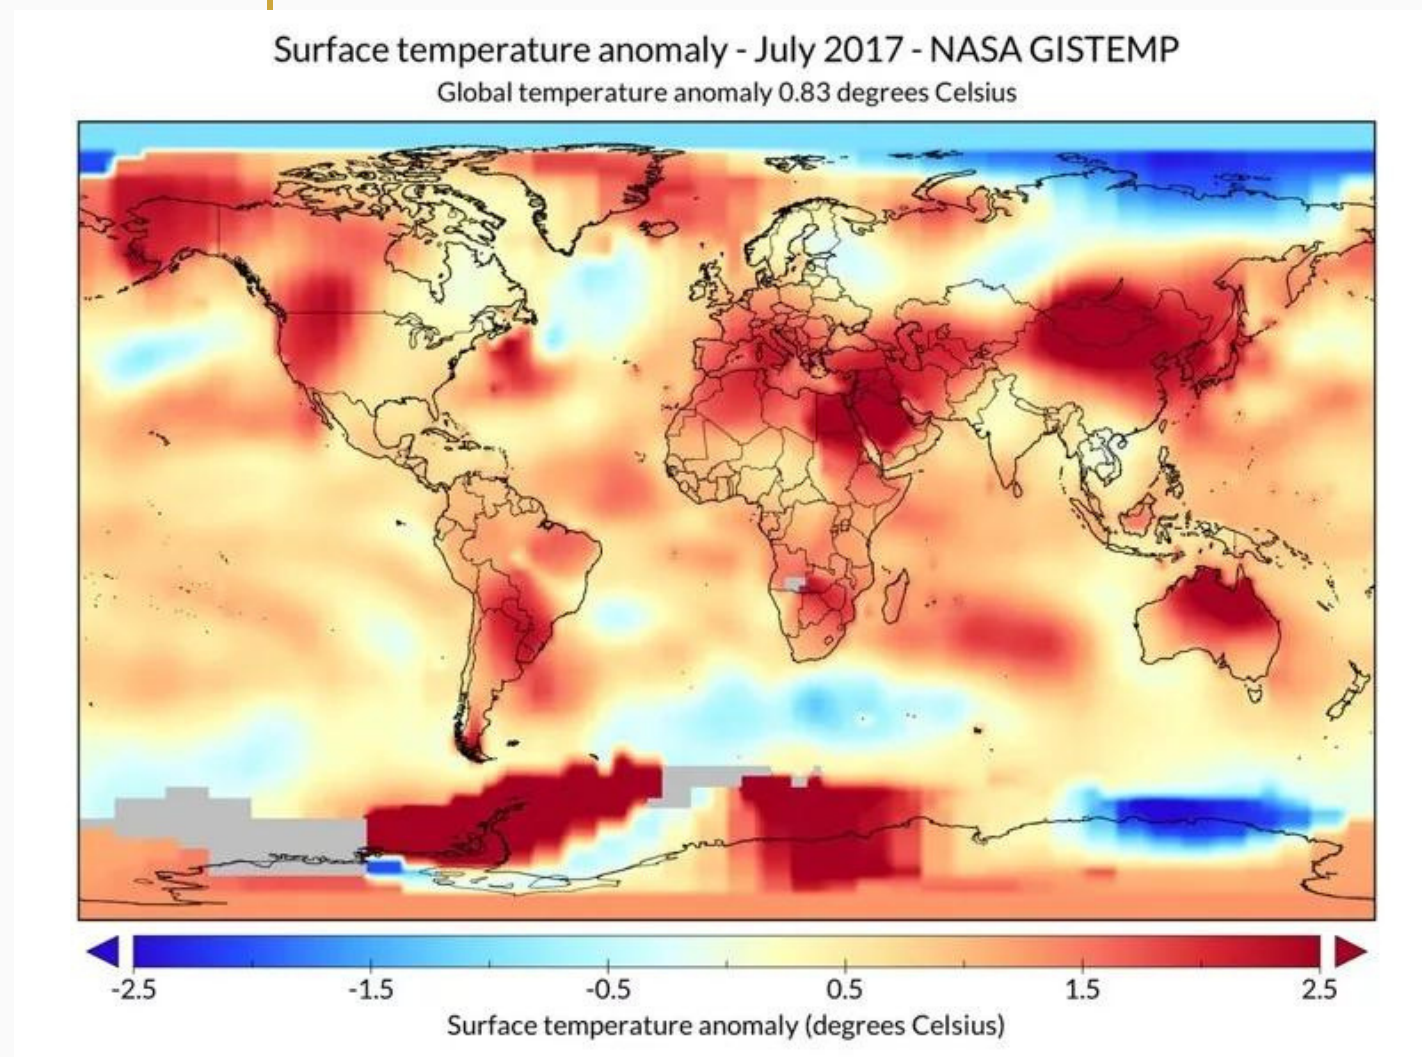 Surface temperature anomaly - July 2017 - NASA GISTEMP
Global temperature anomaly 0.83 degrees Celsius
-2.5 -1.5 -0.5 0.5 1.5 2.5
Surface temperature anomaly (degrees Celsius)